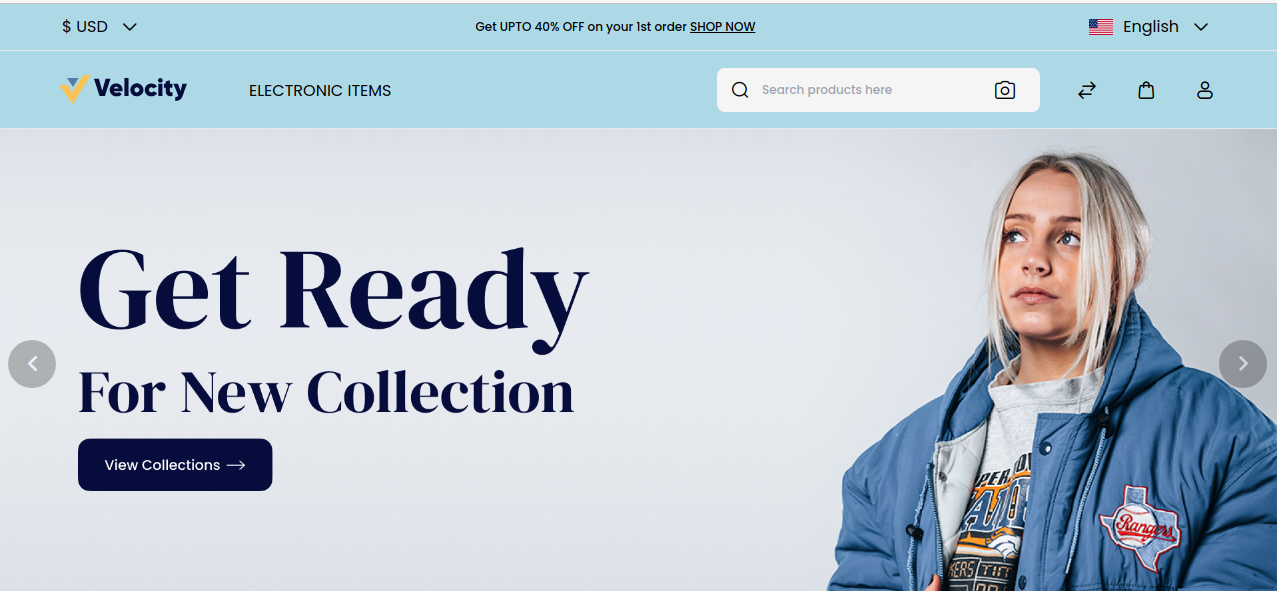 $ USD
Get UPTO 40% OFF on your 1st order SHOP NOW
English
Velocity
ELECTRONIC ITEMS
Search products here
Get Ready
For New Collection
View Collections
Rangers